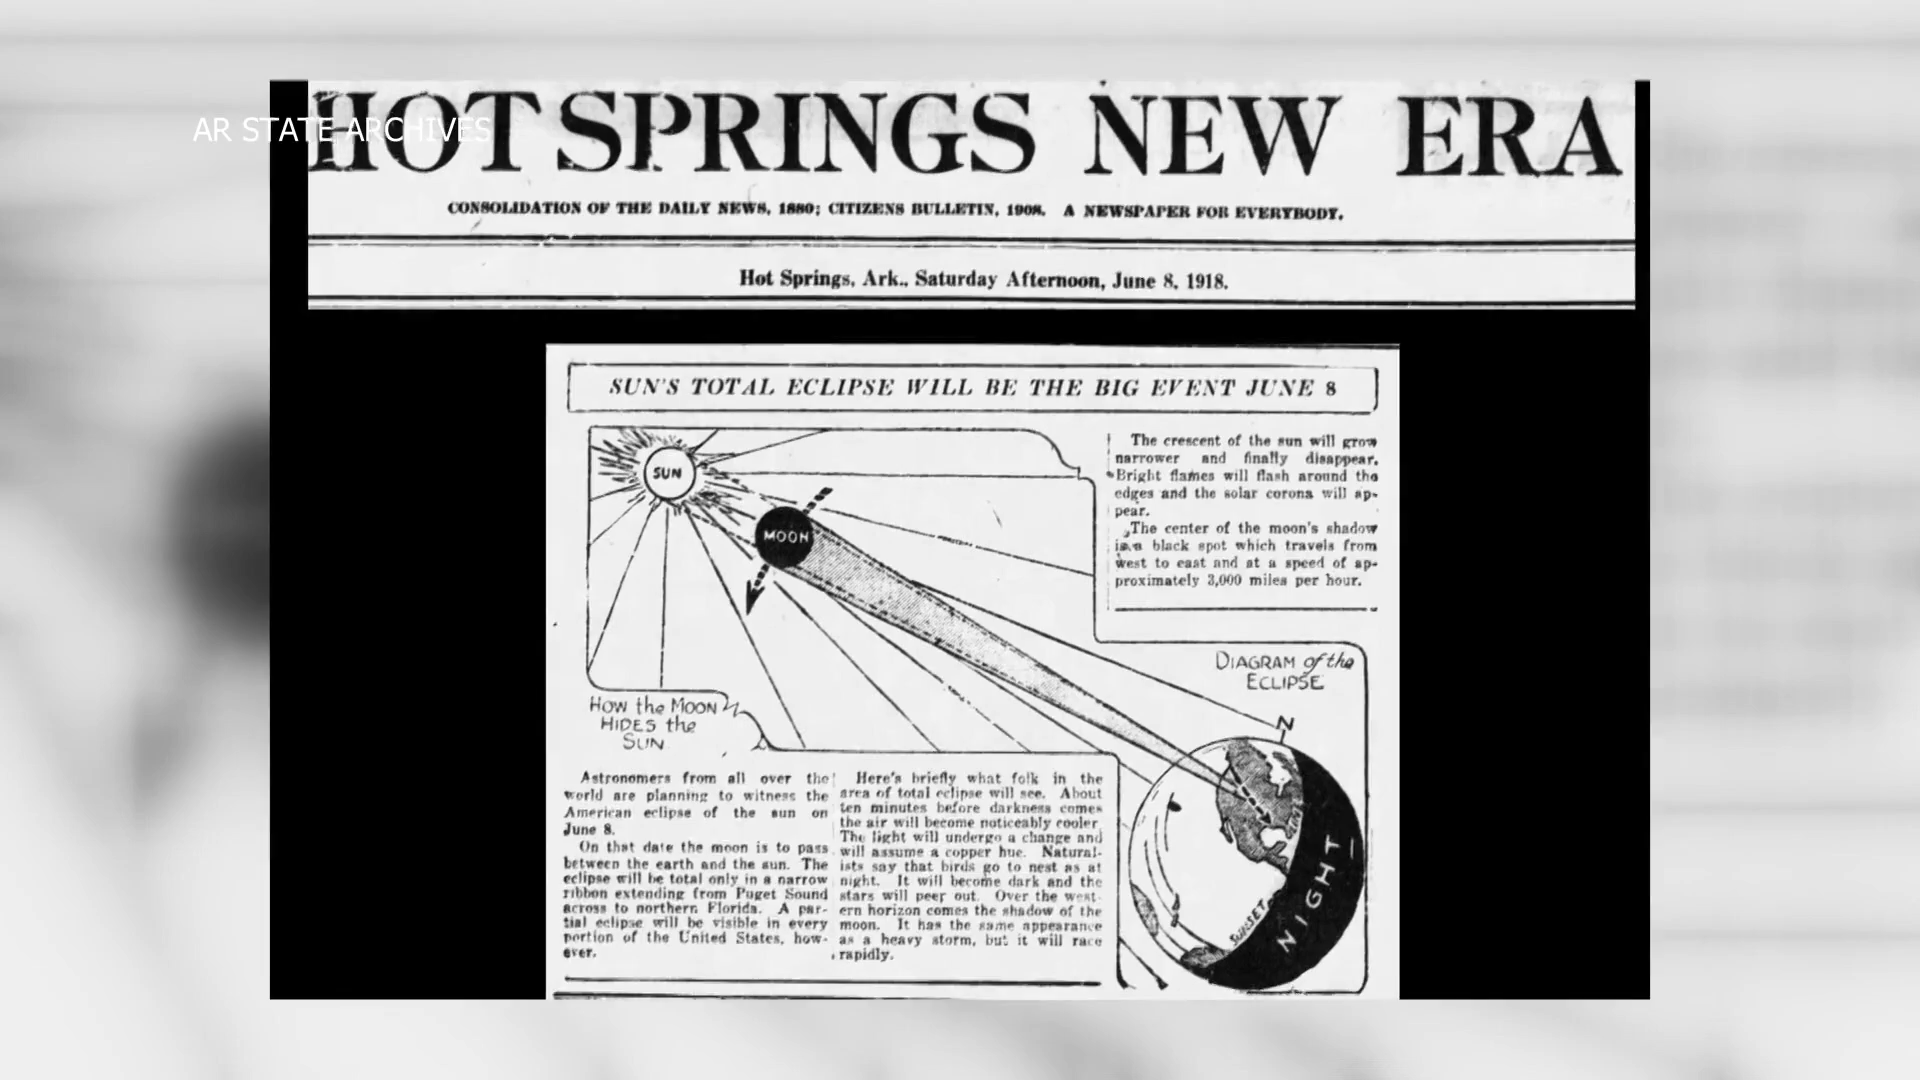 AR STATE ARCHIVES
HOT SPRINGS NEW ERA
CONSOLIDATION OF THE DAILY NEWS, 1880; CITIZENS BULLETIN, 1908. A NEWSPAPER FOR EVERYBODY.
Hot Springs, Ark., Saturday Afternoon, June 8, 1918.
SUN'S TOTAL ECLIPSE WILL BE THE BIG EVENT JUNE 8
SUN
MOON
The crescent of the sun will grow
narrower and finally disappear.
Bright flames will flash around the
edges and the solar corona will ap-
pear.
The center of the moon's shadow
is a black spot which travels from
west to east and at a speed of ap-
proximately 3,000 miles per hour.
DIAGRAM of the
ECLIPSE
HOW the MOON
HIDES the
SUN
N
SUNSET
NIGHT
Astronomers from all over the
world are planning to witness the
American eclipse of the sun on
June 8.
On that date the moon is to pass
between the earth and the sun. The
eclipse will be total only in a narrow
ribbon extending from Puget Sound
across to northern Florida. A par-
tial eclipse will be visible in every
portion of the United States, how-
ever.
Here's briefly what folk in the
area of total eclipse will see. About
ten minutes before darkness comes
the air will become noticeably cooler
The light will undergo a change and
will assume a copper hue. Natural-
ists say that birds go to nest as at
night. It will become dark and the
stars will peer out. Over the west-
ern horizon comes the shadow of the
moon. It has the same appearance
as a heavy storm, but it will race
rapidly.